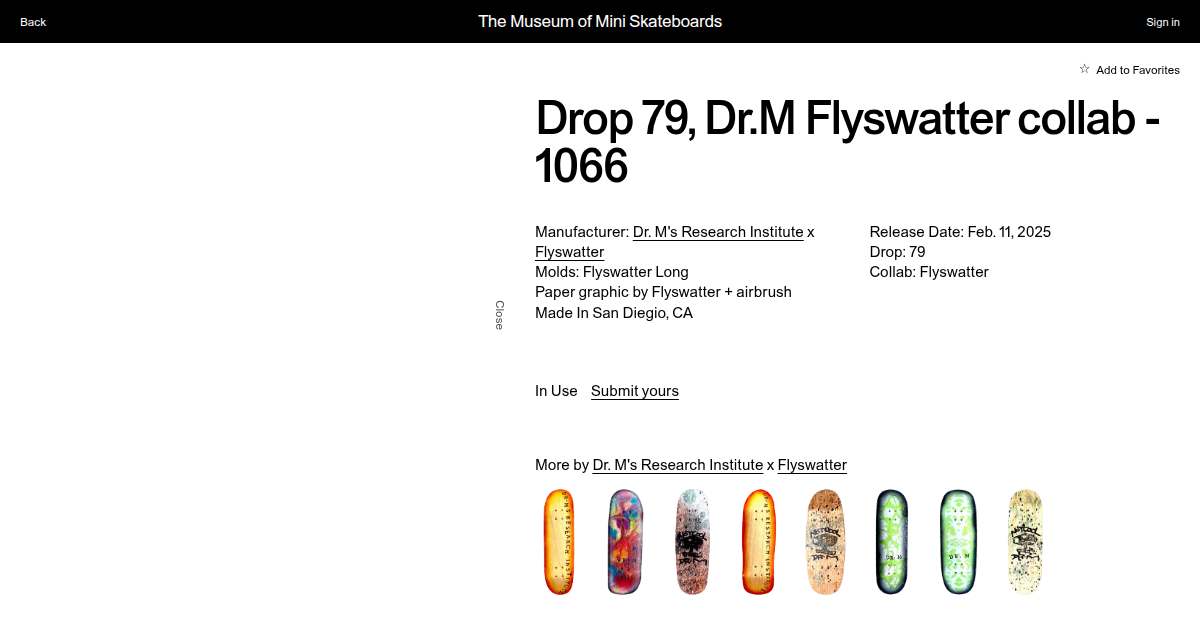 Back
The Museum of Mini Skateboards
Sign in
☆ Add to Favorites
Drop 79, Dr.M Flyswatter collab -
1066
Manufacturer: Dr. M's Research Institute x
Flyswatter
Molds: Flyswatter Long
Paper graphic by Flyswatter + airbrush
Made In San Diegio, CA
Release Date: Feb. 11, 2025
Drop: 79
Collab: Flyswatter
Close
In Use Submit yours
More by Dr. M's Research Institute x Flyswatter
DR. M